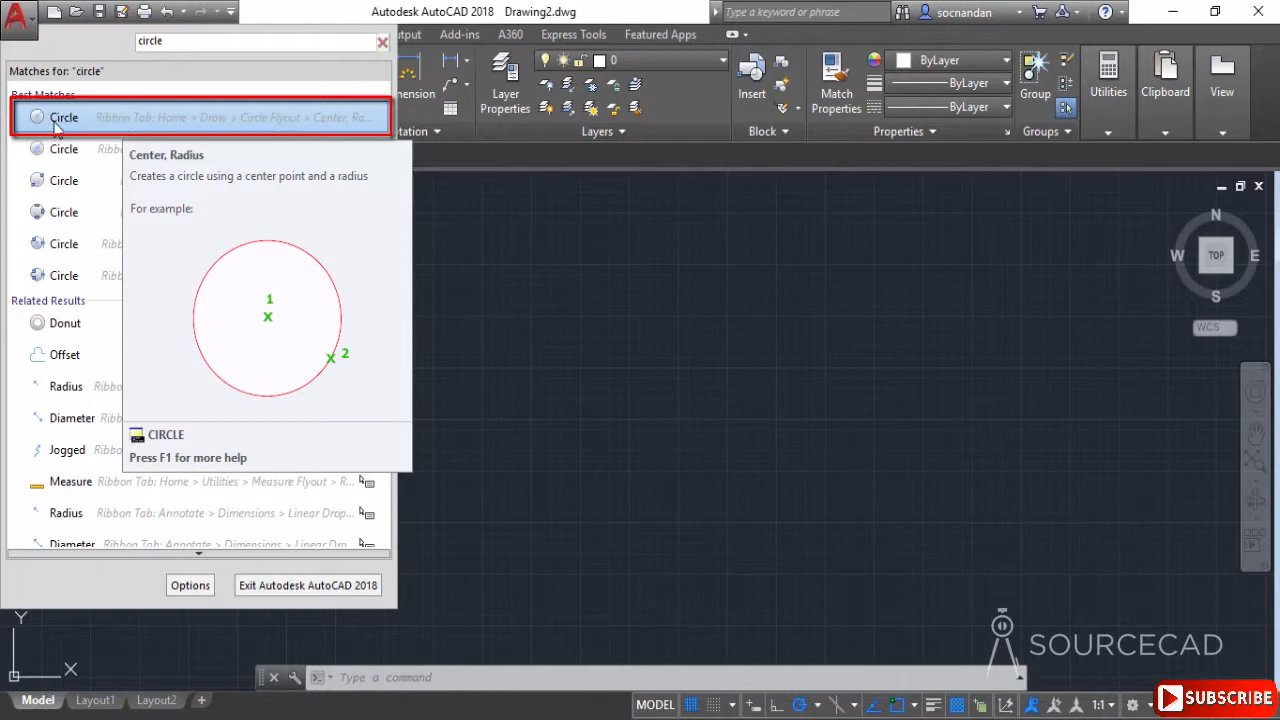 Autodesk AutoCAD 2018 Drawing2.dwg
Type a keyword or phrase
socnandan
circle
Output Add-ins A360 Express Tools Featured Apps
Matches for: "circle"
Best Matches
Circle Ribbon Tab: Home > Draw > Circle Flyout > Center, Ra...
Circle
Circle
Circle
Circle
Circle
Related Results
Donut
Offset
Radius
Diameter
Jogged
Measure Ribbon Tab: Home > Utilities > Measure Flyout > R...
Radius Ribbon Tab: Annotate > Dimensions > Linear Drop...
Diameter Ribbon Tab: Annotate > Dimensions > Linear Dro...
Options
Exit Autodesk AutoCAD 2018
Center, Radius
Creates a circle using a center point and a radius
For example:
1
2
CIRCLE
Press F1 for more help
Layer
Properties
0
Layers
Insert
Block
Match
Properties
ByLayer
ByLayer
ByLayer
Properties
Group
Groups
Utilities
Clipboard
View
N
W TOP E
S
WCS
Y
X
SOURCECAD
Type a command
Model Layout1 Layout2 +
MODEL
1:1
SUBSCRIBE